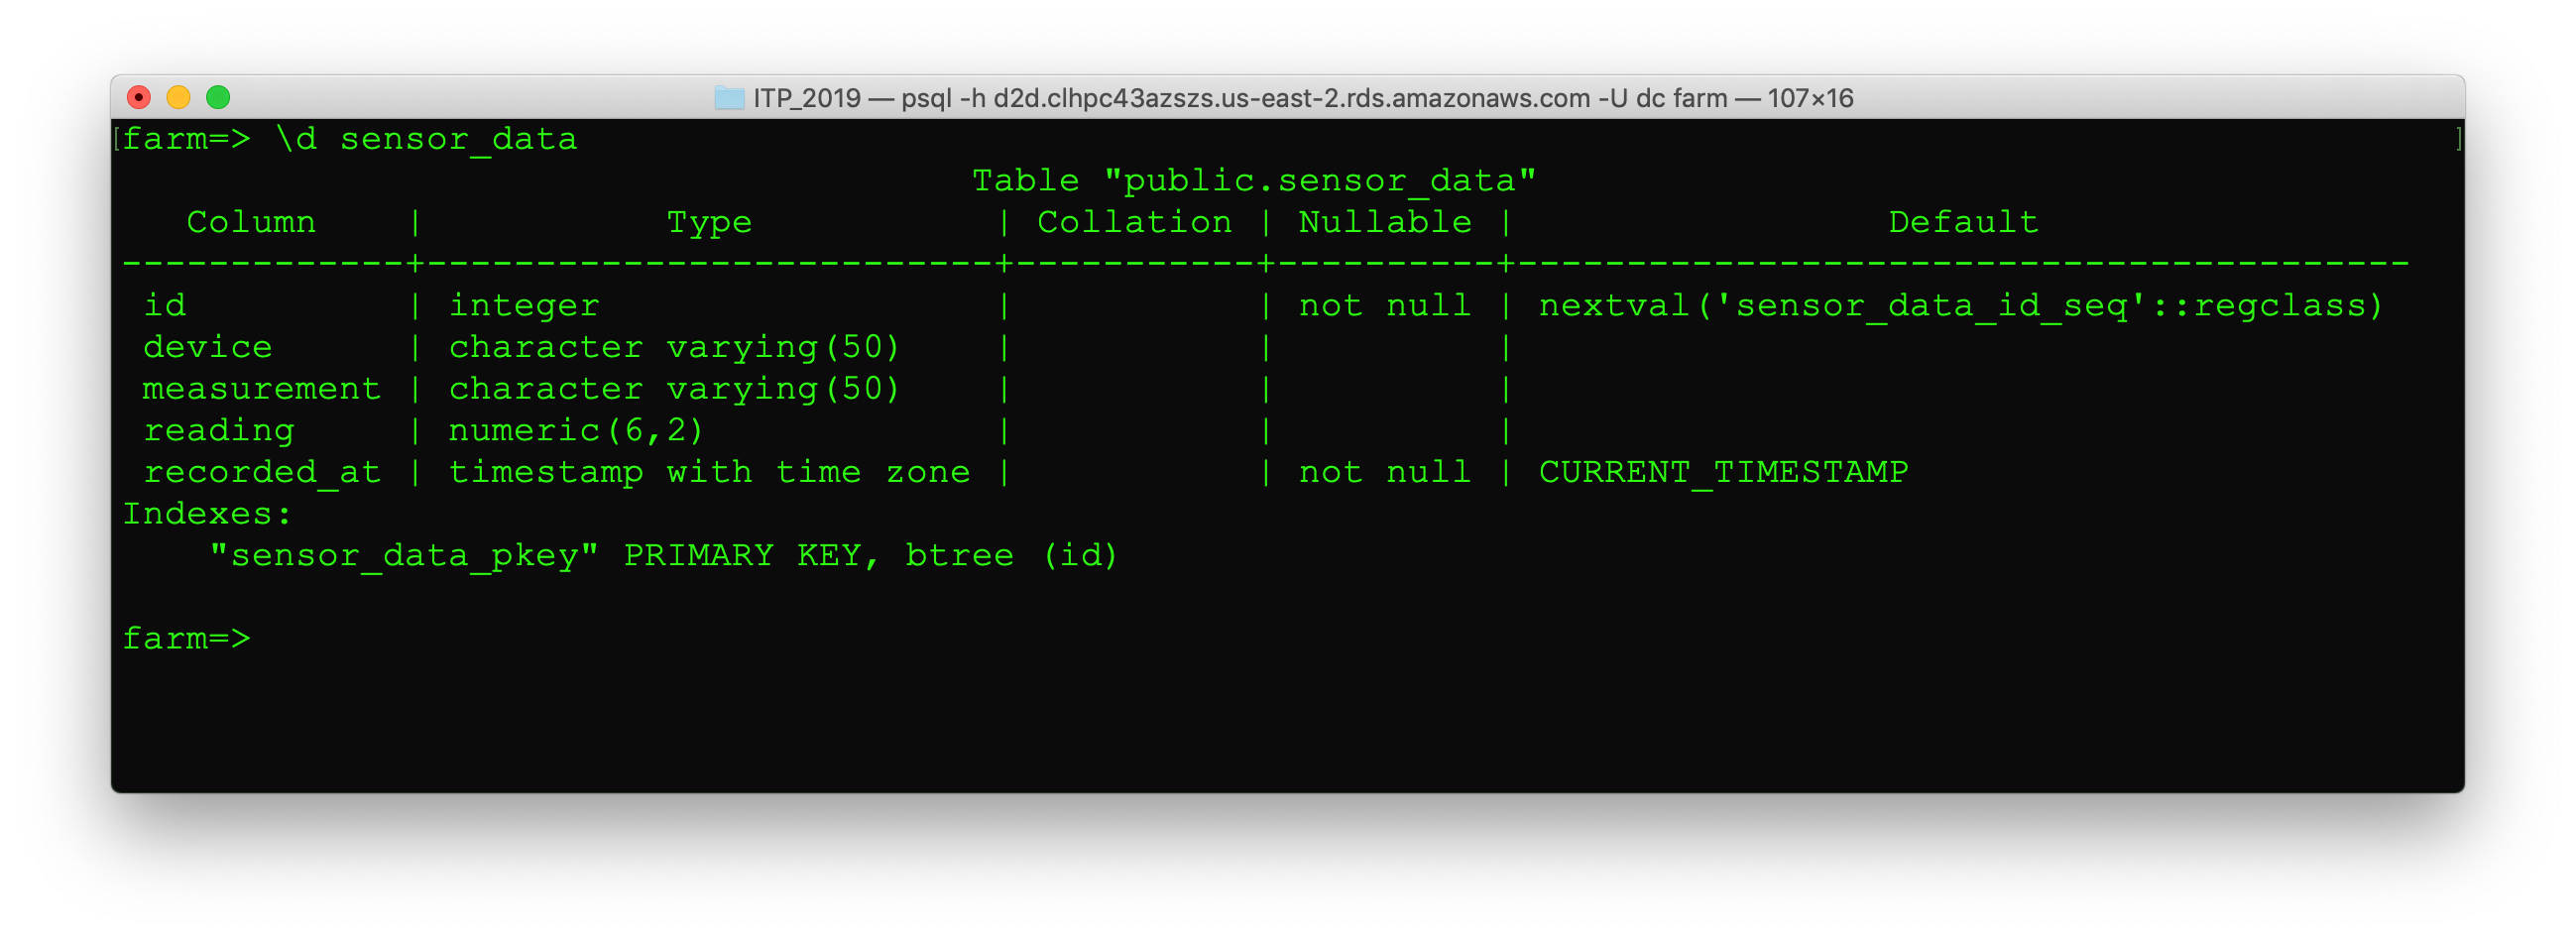 ITP_2019 — psql -h d2d.clhpc43azszs.us-east-2.rds.amazonaws.com -U dc farm — 107×16
[farm=> \d sensor_data ]
Table "public.sensor_data"
Column | Type | Collation | Nullable | Default
-------------+--------------------------+-----------+----------+-----------------------------------------
id | integer | | not null | nextval('sensor_data_id_seq'::regclass)
device | character varying(50) | | |
measurement | character varying(50) | | |
reading | numeric(6,2) | | |
recorded_at | timestamp with time zone | | not null | CURRENT_TIMESTAMP
Indexes:
"sensor_data_pkey" PRIMARY KEY, btree (id)
farm=>